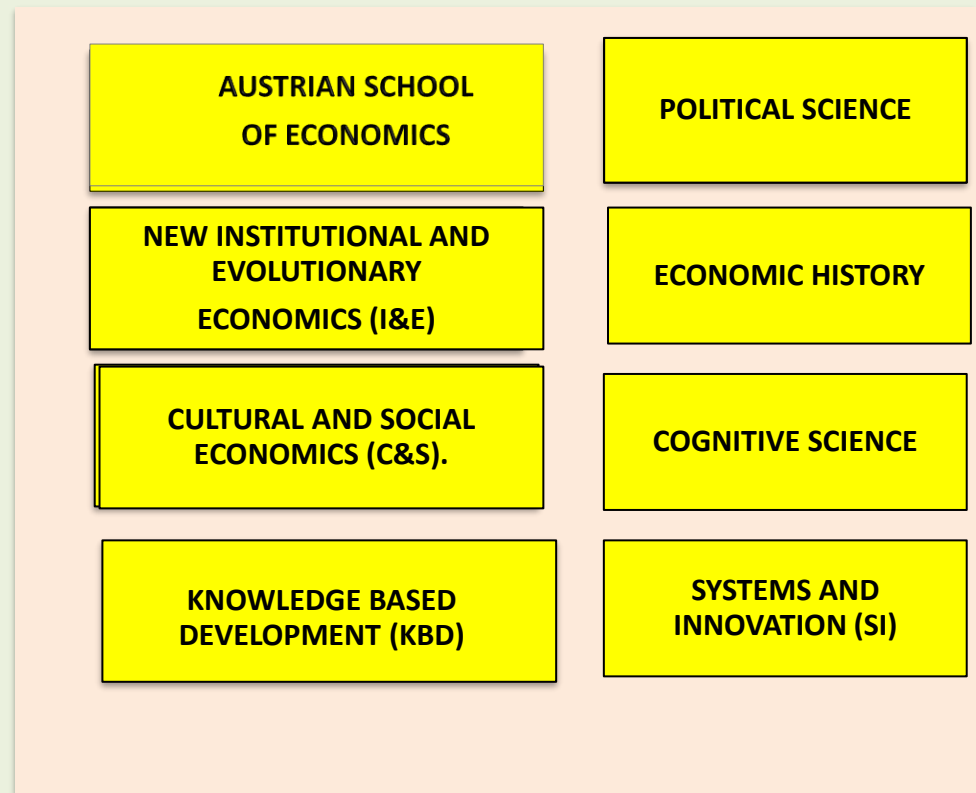 AUSTRIAN SCHOOL
OF ECONOMICS
POLITICAL SCIENCE
NEW INSTITUTIONAL AND
EVOLUTIONARY
ECONOMICS (I&E)
ECONOMIC HISTORY
CULTURAL AND SOCIAL
ECONOMICS (C&S).
COGNITIVE SCIENCE
KNOWLEDGE BASED
DEVELOPMENT (KBD)
SYSTEMS AND
INNOVATION (SI)